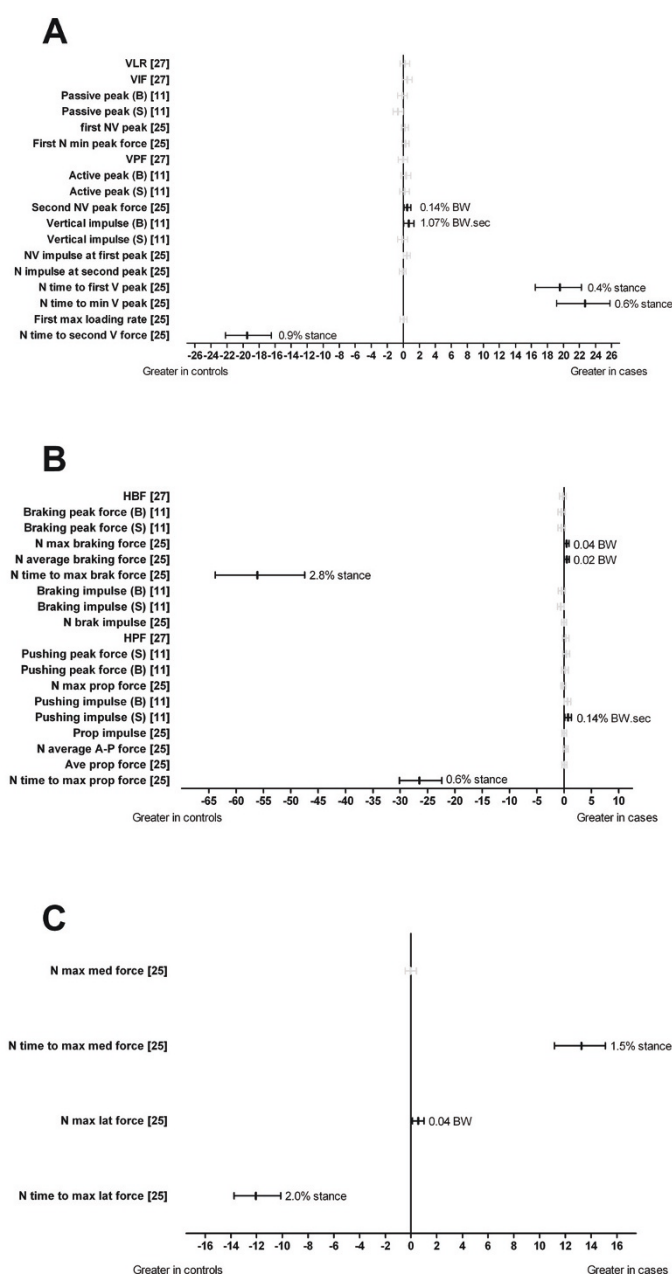 A
VLR [27]
VIF [27]
Passive peak (B) [11]
Passive peak (S) [11]
first NV peak [25]
First N min peak force [25]
VPF [27]
Active peak (B) [11]
Active peak (S) [11]
Second NV peak force [25] 0.14% BW
Vertical impulse (B) [11] 1.07% BW.sec
Vertical impulse (S) [11]
NV impulse at first peak [25]
N impulse at second peak [25]
N time to first V peak [25] 0.4% stance
N time to min V peak [25] 0.6% stance
First max loading rate [25]
N time to second V force [25] 0.9% stance
-26 -24 -22 -20 -18 -16 -14 -12 -10 -8 -6 -4 -2 0 2 4 6 8 10 12 14 16 18 20 22 24 26
Greater in controls Greater in cases
B
HBF [27]
Braking peak force (B) [11]
Braking peak force (S) [11]
N max braking force [25] 0.04 BW
N average braking force [25] 0.02 BW
N time to max brak force [25] 2.8% stance
Braking impulse (B) [11]
Braking impulse (S) [11]
N brak impulse [25]
HPF [27]
Pushing peak force (S) [11]
Pushing peak force (B) [11]
N max prop force [25]
Pushing impulse (B) [11]
Pushing impulse (S) [11] 0.14% BW.sec
Prop impulse [25]
N average A-P force [25]
Ave prop force [25]
N time to max prop force [25] 0.6% stance
-65 -60 -55 -50 -45 -40 -35 -30 -25 -20 -15 -10 -5 0 5 10
Greater in controls Greater in cases
C
N max med force [25]
N time to max med force [25] 1.5% stance
N max lat force [25] 0.04 BW
N time to max lat force [25] 2.0% stance
-16 -14 -12 -10 -8 -6 -4 -2 0 2 4 6 8 10 12 14 16
Greater in controls Greater in cases